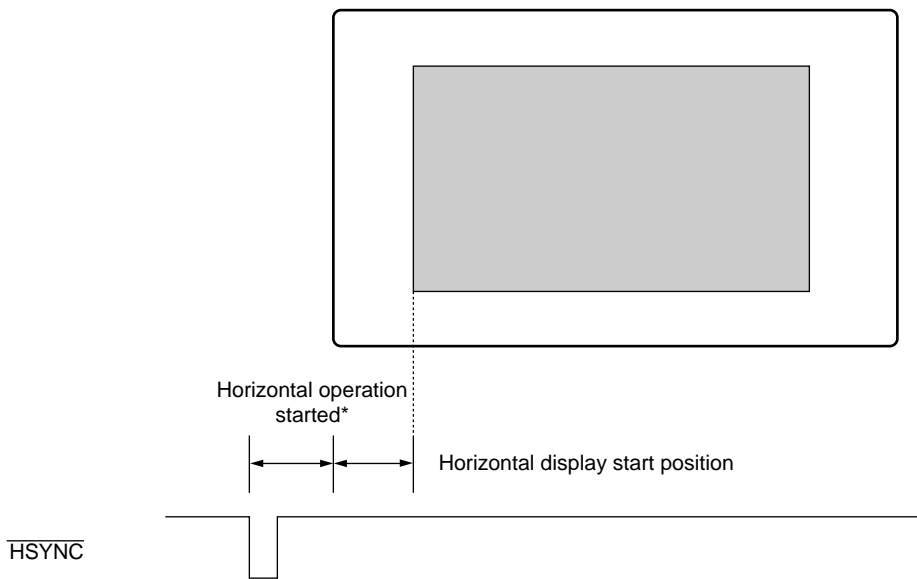 Horizontal operation
started*
Horizontal display start position
HSYNC